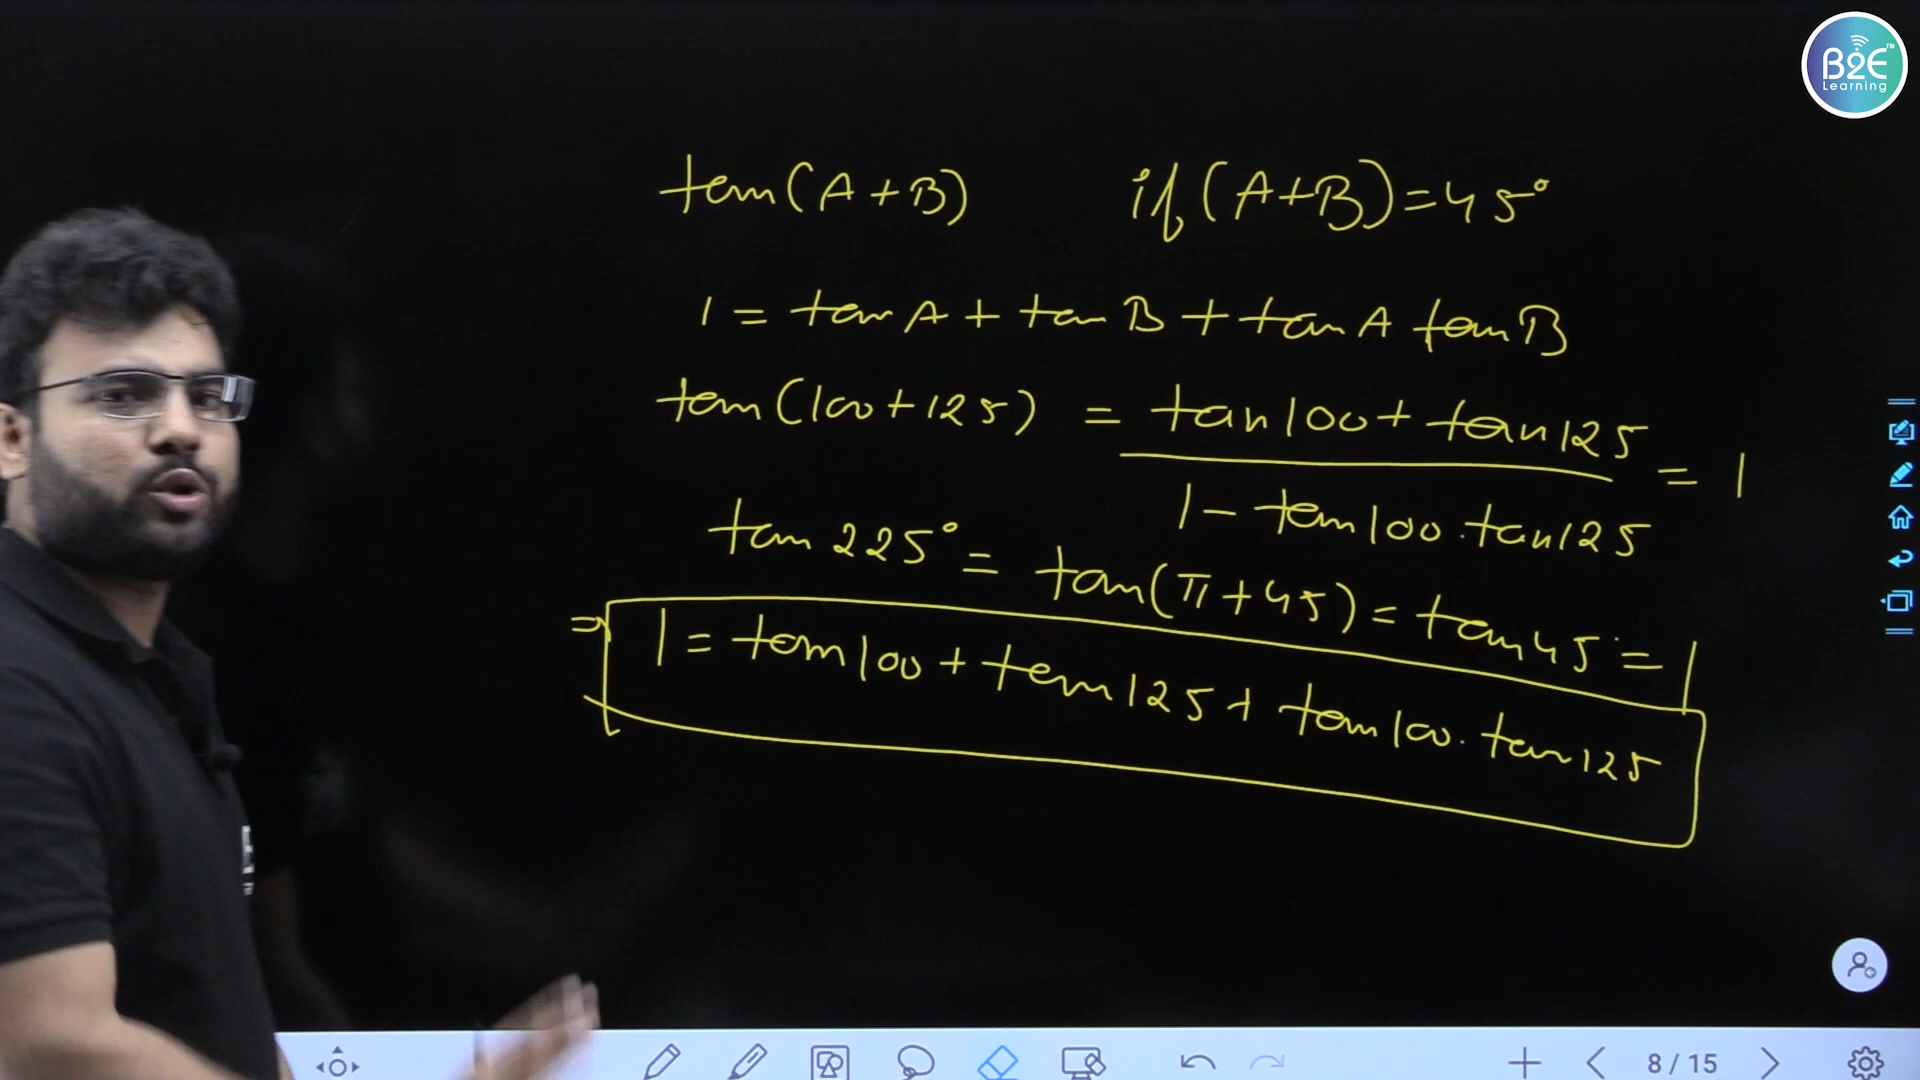 B2E™
Learning
tan(A+B) if(A+B)=45°
1 = tan A + tan B + tan A tan B
tan(100+125) = tan100 + tan125 / 1 - tan100.tan125 = 1
tan 225° = tan(π+45) = tan45° = 1
⇒ 1 = tan100 + tan125 + tan100.tan125
8/15